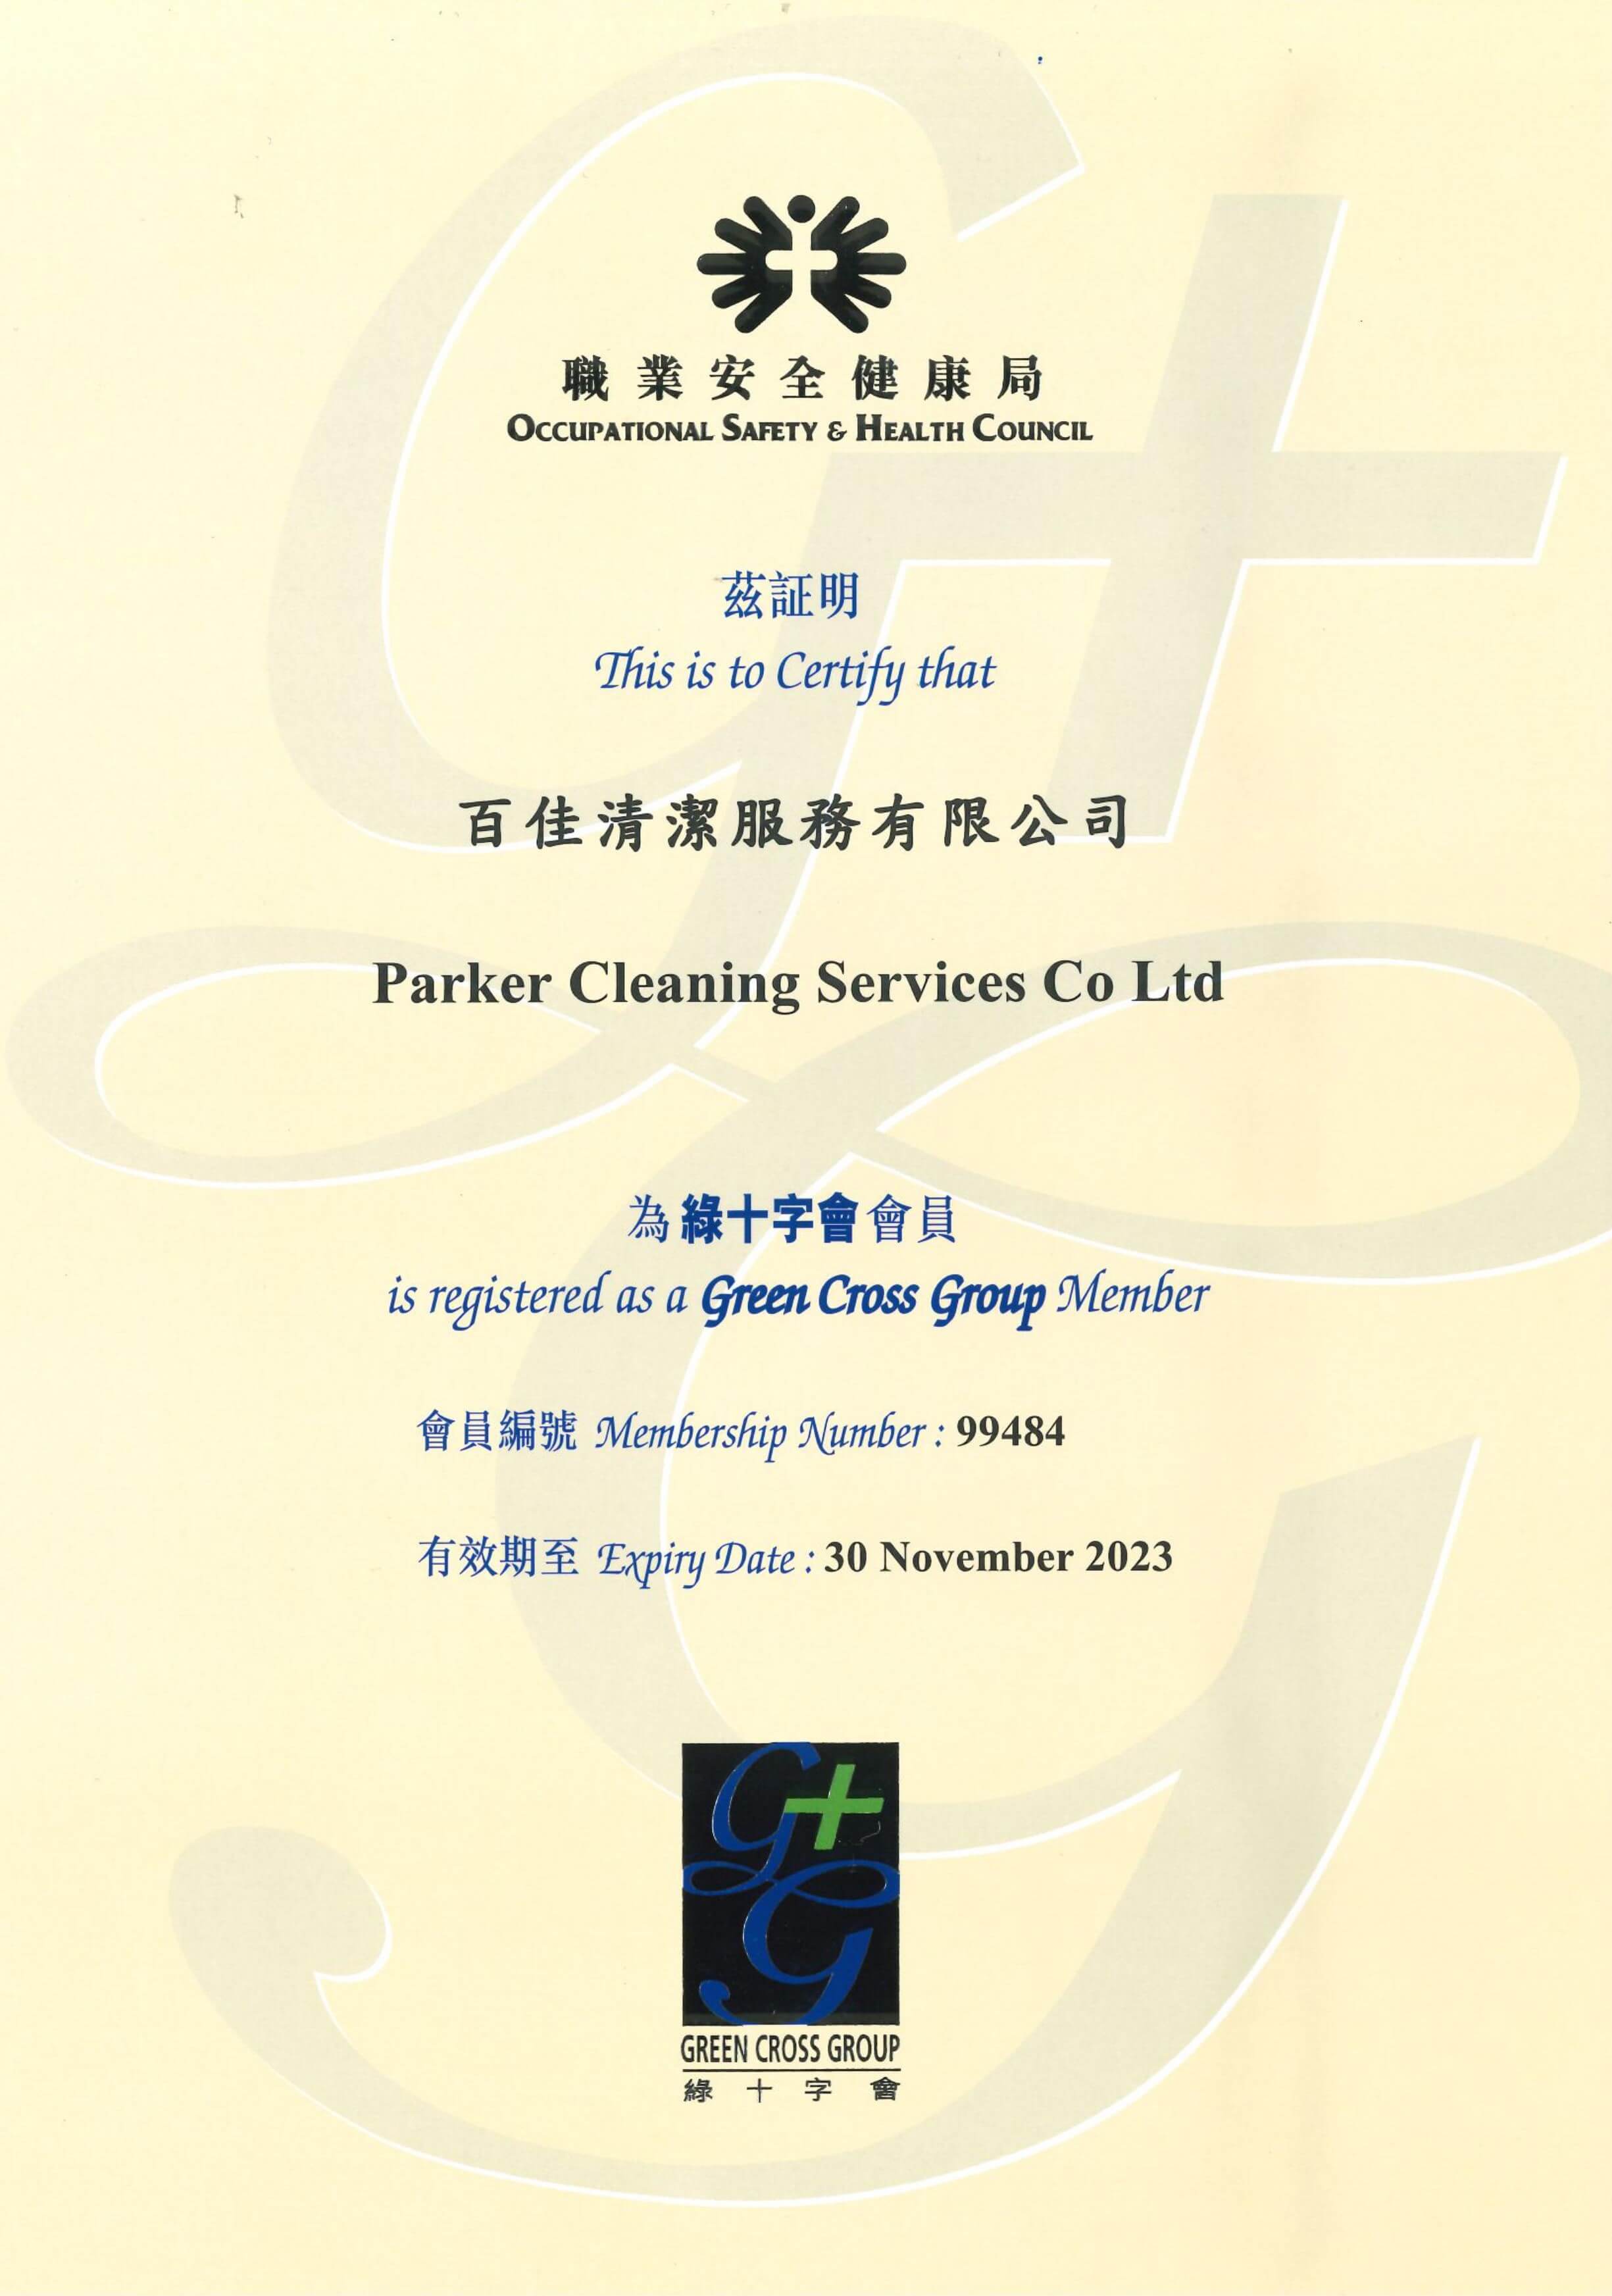 職業安全健康局
OCCUPATIONAL SAFETY & HEALTH COUNCIL
茲証明
This is to Certify that
百佳清潔服務有限公司
Parker Cleaning Services Co Ltd
為綠十字會會員
is registered as a Green Cross Group Member
會員編號 Membership Number : 99484
有效期至 Expiry Date : 30 November 2023
G+
G
GREEN CROSS GROUP
綠十字會